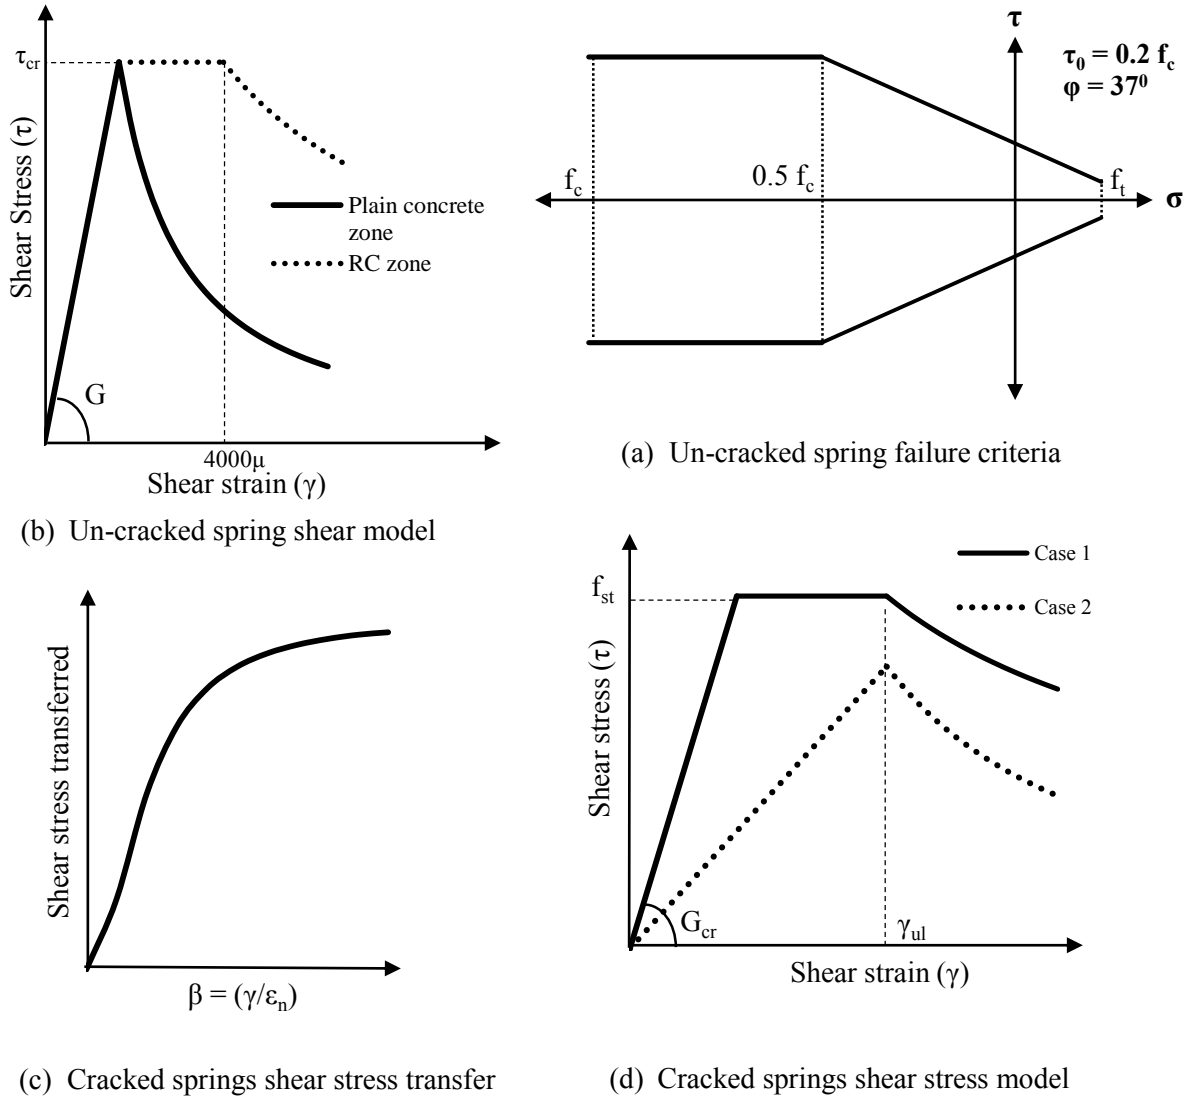 τcr
Shear Stress (τ)
G
Plain concrete
zone
RC zone
4000μ
Shear strain (γ)
(b) Un-cracked spring shear model
τ
τ0 = 0.2 fc
φ = 37⁰
fc
0.5 fc
ft
σ
(a) Un-cracked spring failure criteria
Shear stress transferred
β = (γ/εn)
(c) Cracked springs shear stress transfer
Case 1
Case 2
fst
Shear stress (τ)
Gcr
γul
Shear strain (γ)
(d) Cracked springs shear stress model